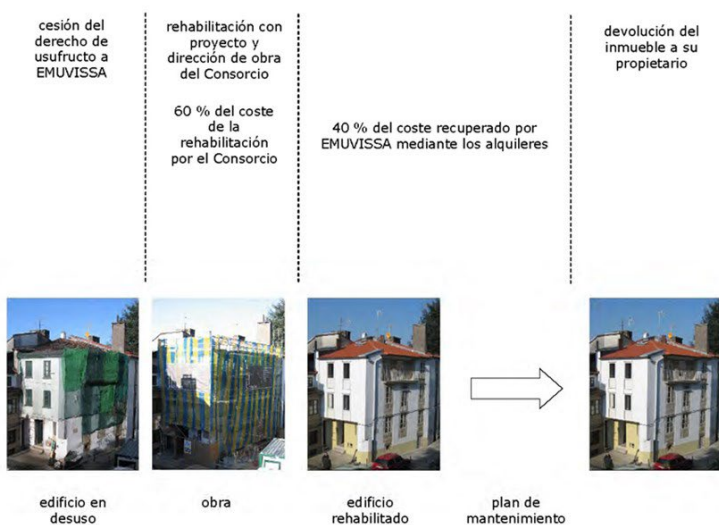 cesión del
derecho de
usufructo a
EMUVISSA
rehabilitación con
proyecto y
dirección de obra
del Consorcio
60 % del coste
de la
rehabilitación
por el Consorcio
40 % del coste recuperado por
EMUVISSA mediante los alquileres
devolución del
inmueble a su
propietario
edificio en
desuso
obra
edificio
rehabilitado
plan de
mantenimiento